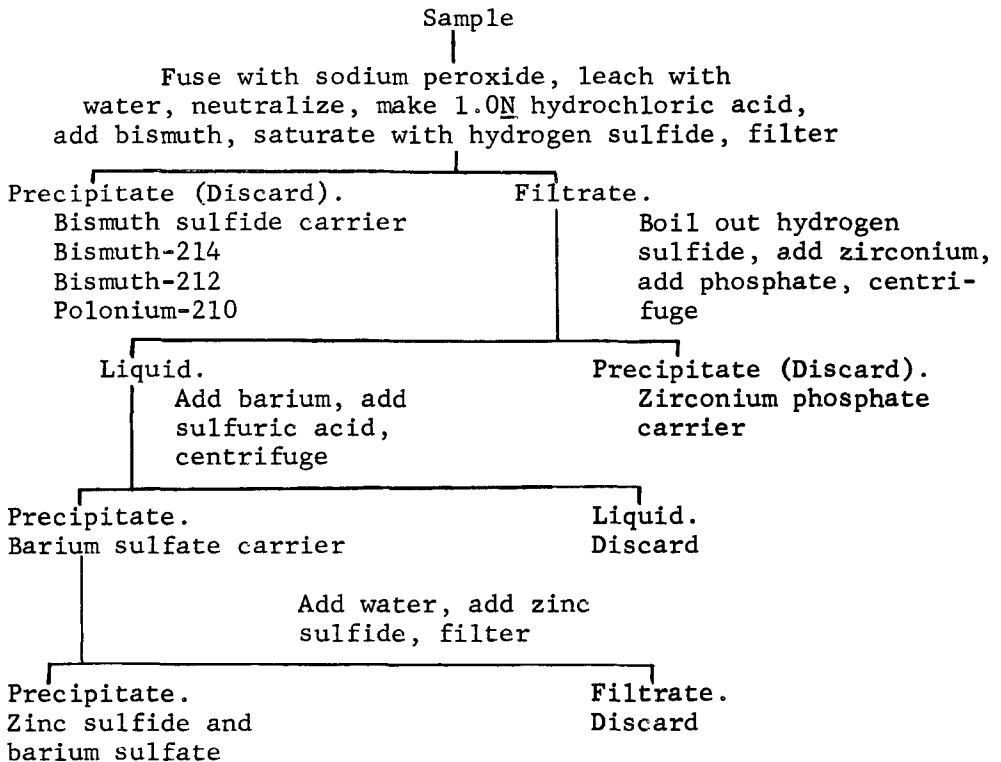 Sample
Fuse with sodium peroxide, leach with
water, neutralize, make 1.0N hydrochloric acid,
add bismuth, saturate with hydrogen sulfide, filter
Precipitate (Discard).
Bismuth sulfide carrier
Bismuth-214
Bismuth-212
Polonium-210
Filtrate.
Boil out hydrogen
sulfide, add zirconium,
add phosphate, centri-
fuge
Liquid.
Add barium, add
sulfuric acid,
centrifuge
Precipitate (Discard).
Zirconium phosphate
carrier
Precipitate.
Barium sulfate carrier
Liquid.
Discard
Add water, add zinc
sulfide, filter
Precipitate.
Zinc sulfide and
barium sulfate
Filtrate.
Discard